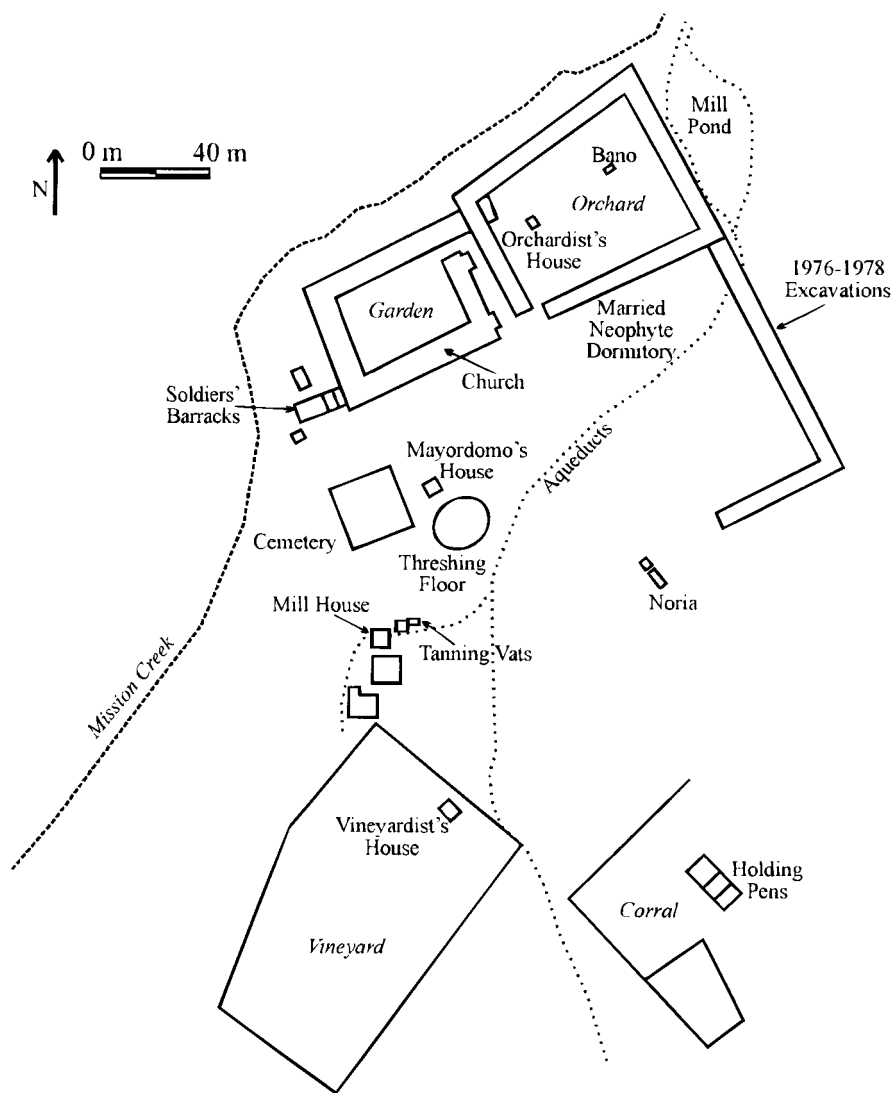 Mill
Pond
0 m
40 m
Bano
N
Orchard
Orchardist's
House
1976-1978
Excavations
Garden
Married
Neophyte
Dormitory
Church
Soldiers'
Barracks
Mayordomo's
House
Aqueducts
Cemetery
Threshing
Floor
Mill House
Noria
Tanning Vats
Mission Creek
Vineyardist's
House
Holding
Pens
Corral
Vineyard